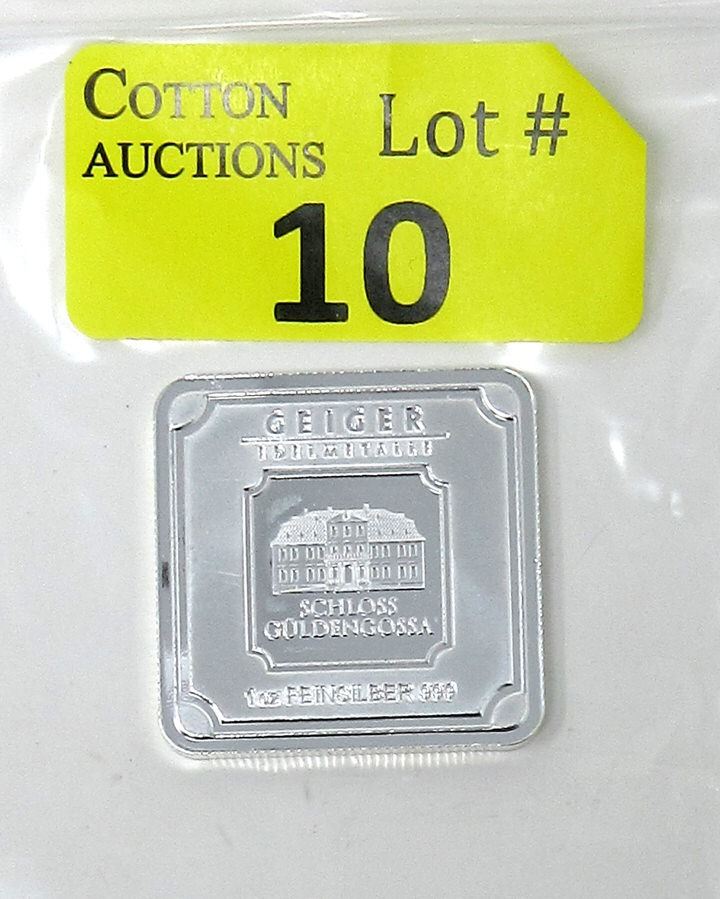 COTTON
AUCTIONS
Lot #
10
GEIGER
EDELMETALLE
SCHLOSS
GÜLDENGOSSA
1oz FEINSILBER 999